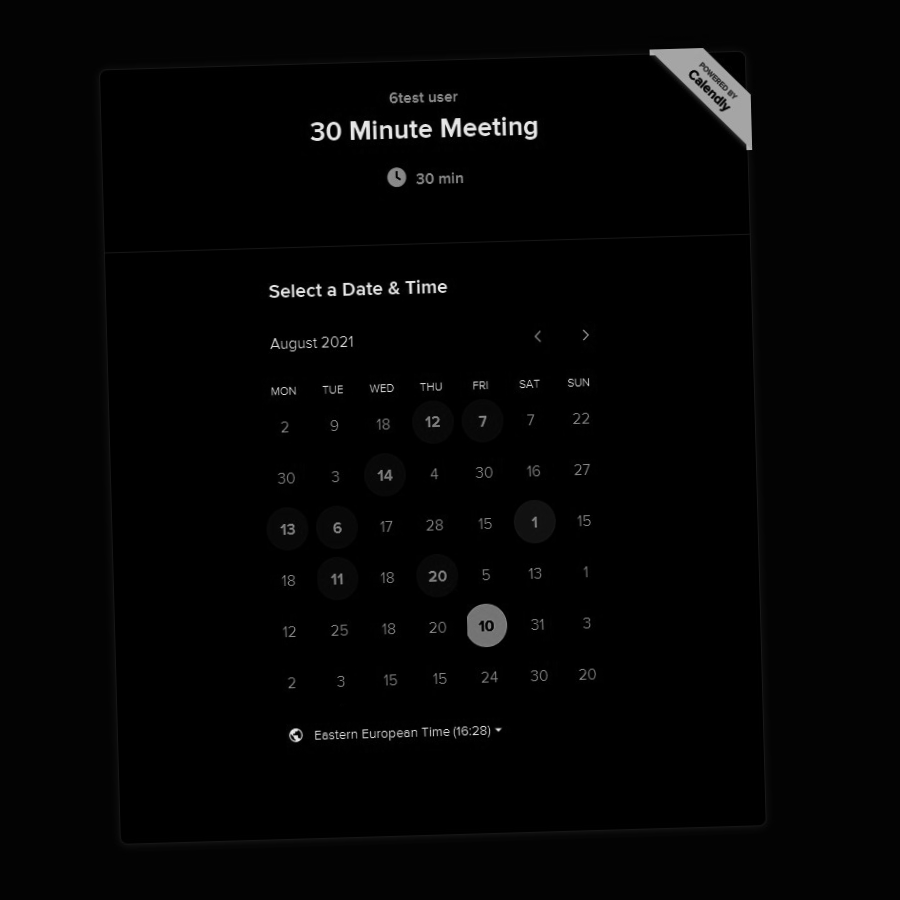 POWERED BY
Calendly
6test user
30 Minute Meeting
30 min
Select a Date & Time
August 2021
MON TUE WED THU FRI SAT SUN
2 9 18 12 7 7 22
30 3 14 4 30 16 27
13 6 17 28 15 1 15
18 11 18 20 5 13 1
12 25 18 20 10 31 3
2 3 15 15 24 30 20
Eastern European Time (16:28)